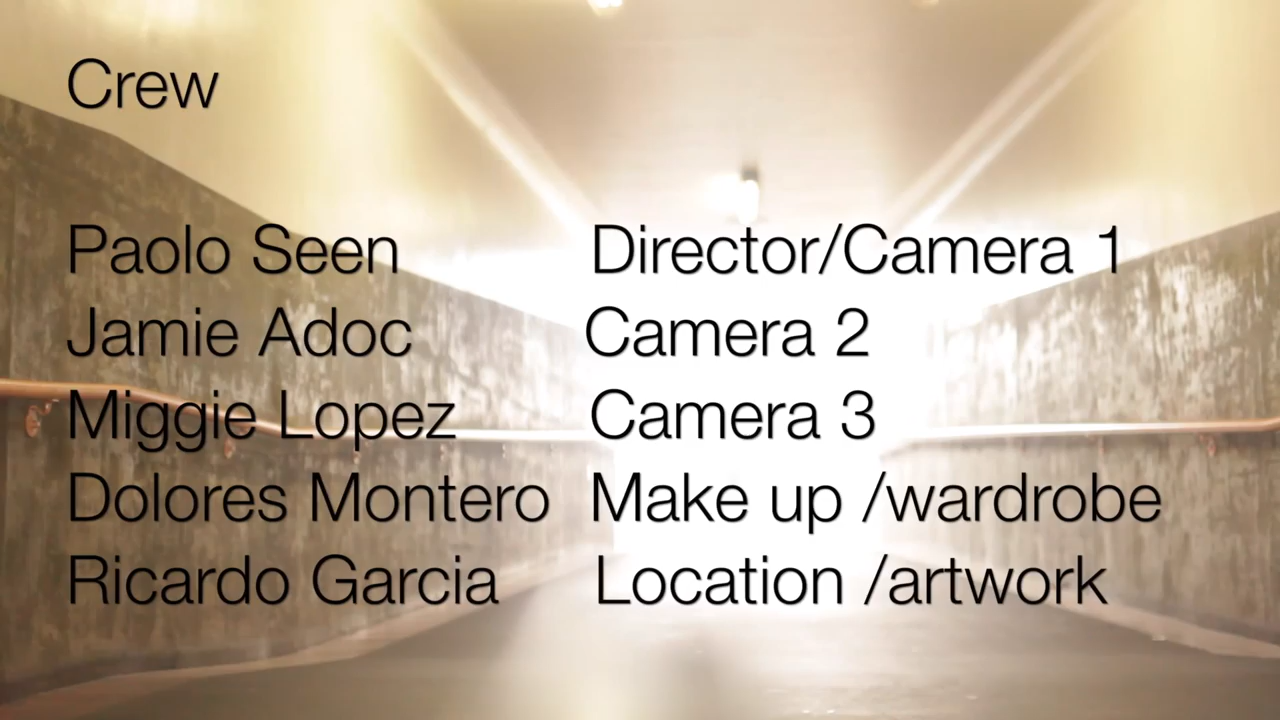 Crew
Paolo Seen Director/Camera 1
Jamie Adoc Camera 2
Miggie Lopez Camera 3
Dolores Montero Make up /wardrobe
Ricardo Garcia Location /artwork